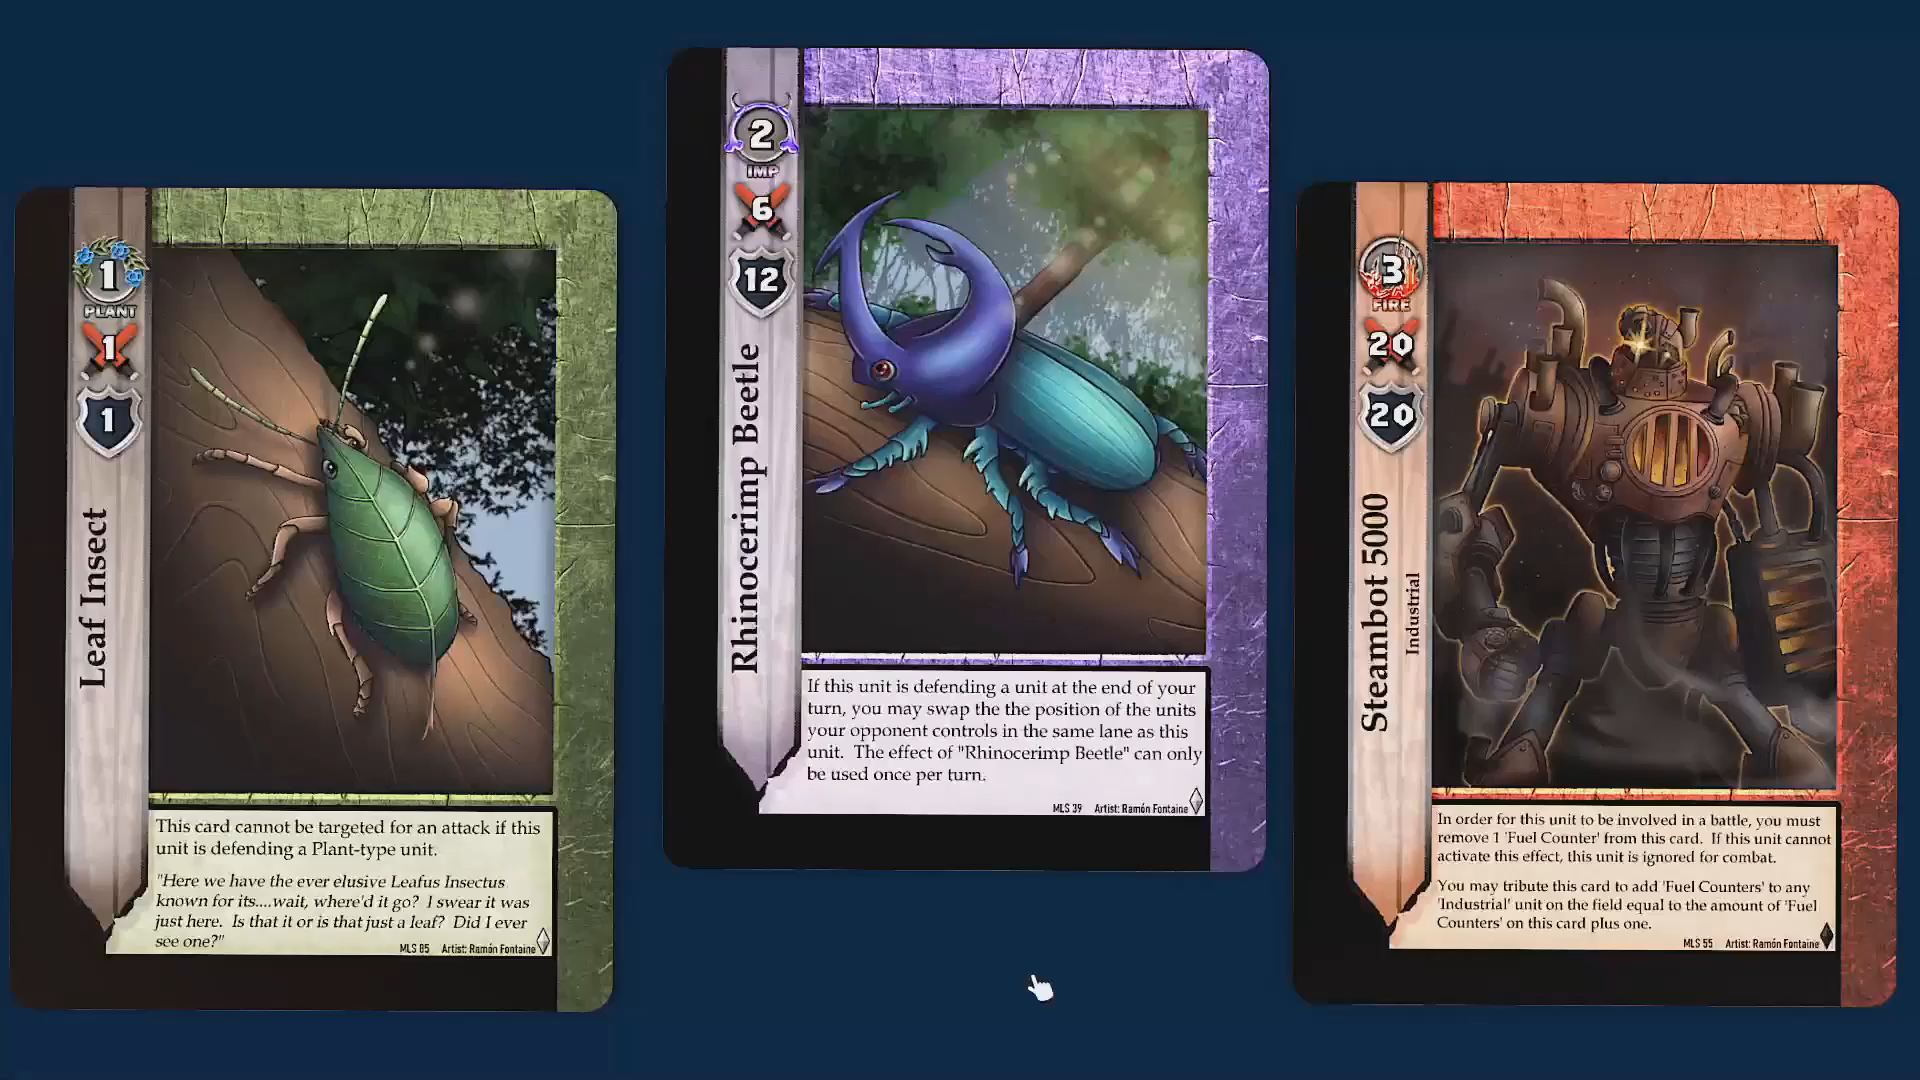 1
PLANT
1
1
Leaf Insect
This card cannot be targeted for an attack if this
unit is defending a Plant-type unit.
"Here we have the ever elusive Leafus Insectus
known for its....wait, where'd it go? I swear it was
just here. Is that it or is that just a leaf? Did I ever
see one?"
MLS 85 Artist: Ramón Fontaine
2
IMP
6
12
Rhinocerimp Beetle
If this unit is defending a unit at the end of your
turn, you may swap the the position of the units
your opponent controls in the same lane as this
unit. The effect of "Rhinocerimp Beetle" can only
be used once per turn.
MLS 39 Artist: Ramón Fontaine
3
FIRE
20
20
Steambot 5000
Industrial
In order for this unit to be involved in a battle, you must
remove 1 'Fuel Counter' from this card. If this unit cannot
activate this effect, this unit is ignored for combat.
You may tribute this card to add 'Fuel Counters' to any
'Industrial' unit on the field equal to the amount of 'Fuel
Counters' on this card plus one.
MLS 55 Artist: Ramón Fontaine